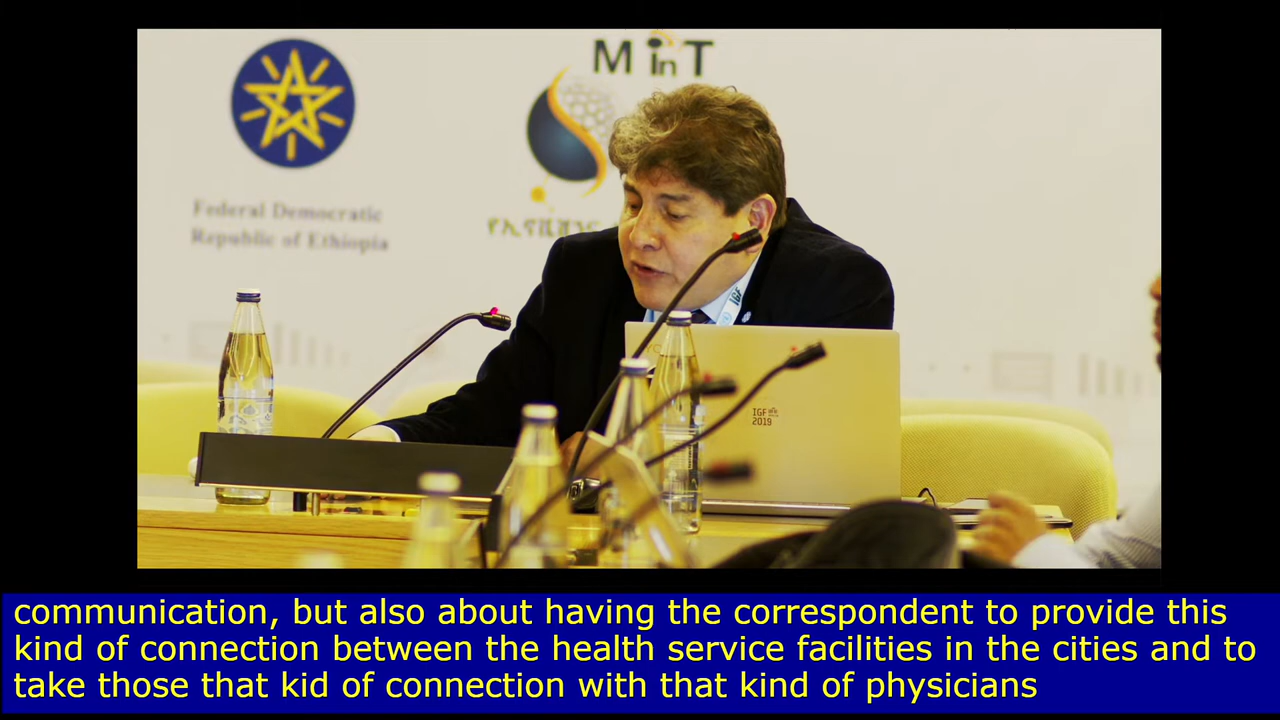 M in T
Federal Democratic
Republic of Ethiopia
IGF
IGF
2019
communication, but also about having the correspondent to provide this
kind of connection between the health service facilities in the cities and to
take those that kid of connection with that kind of physicians